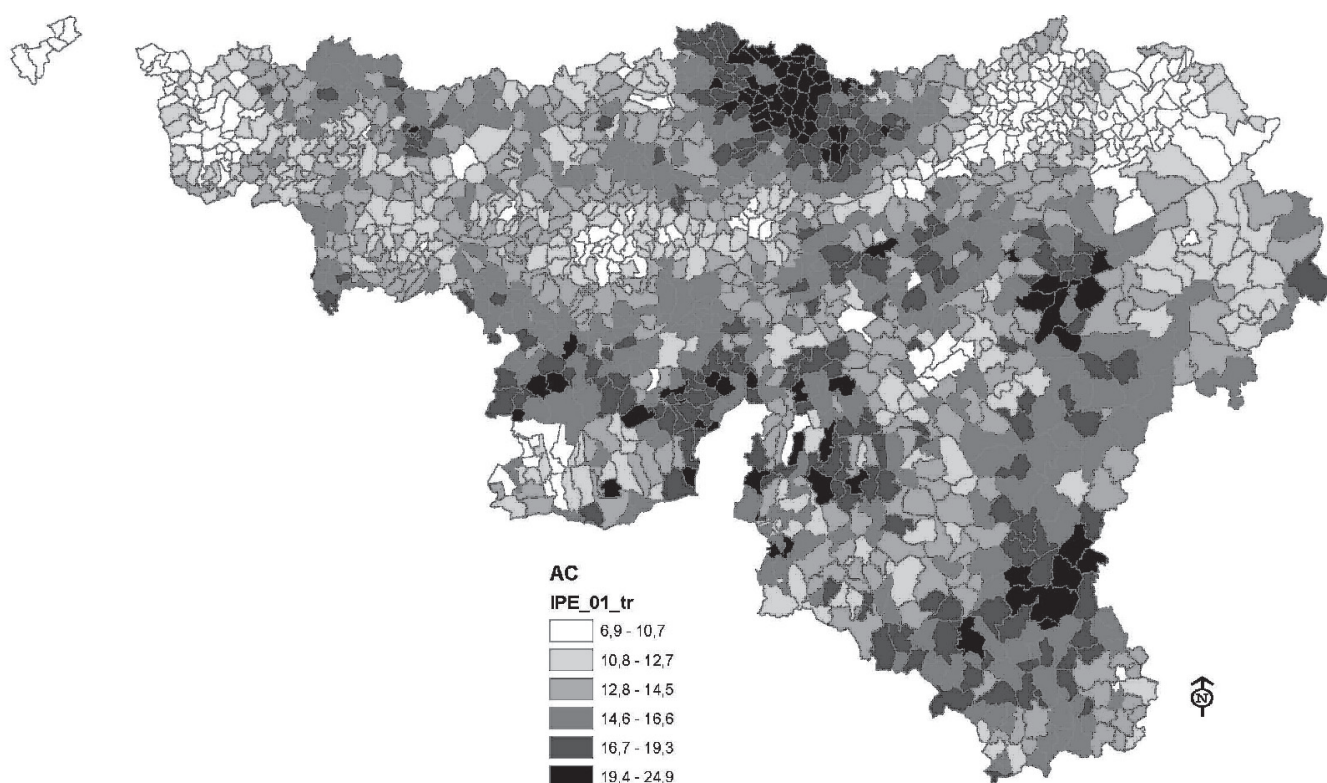 AC
IPE_01_tr
6,9 - 10,7
10,8 - 12,7
12,8 - 14,5
14,6 - 16,6
16,7 - 19,3
19,4 - 24,9
N